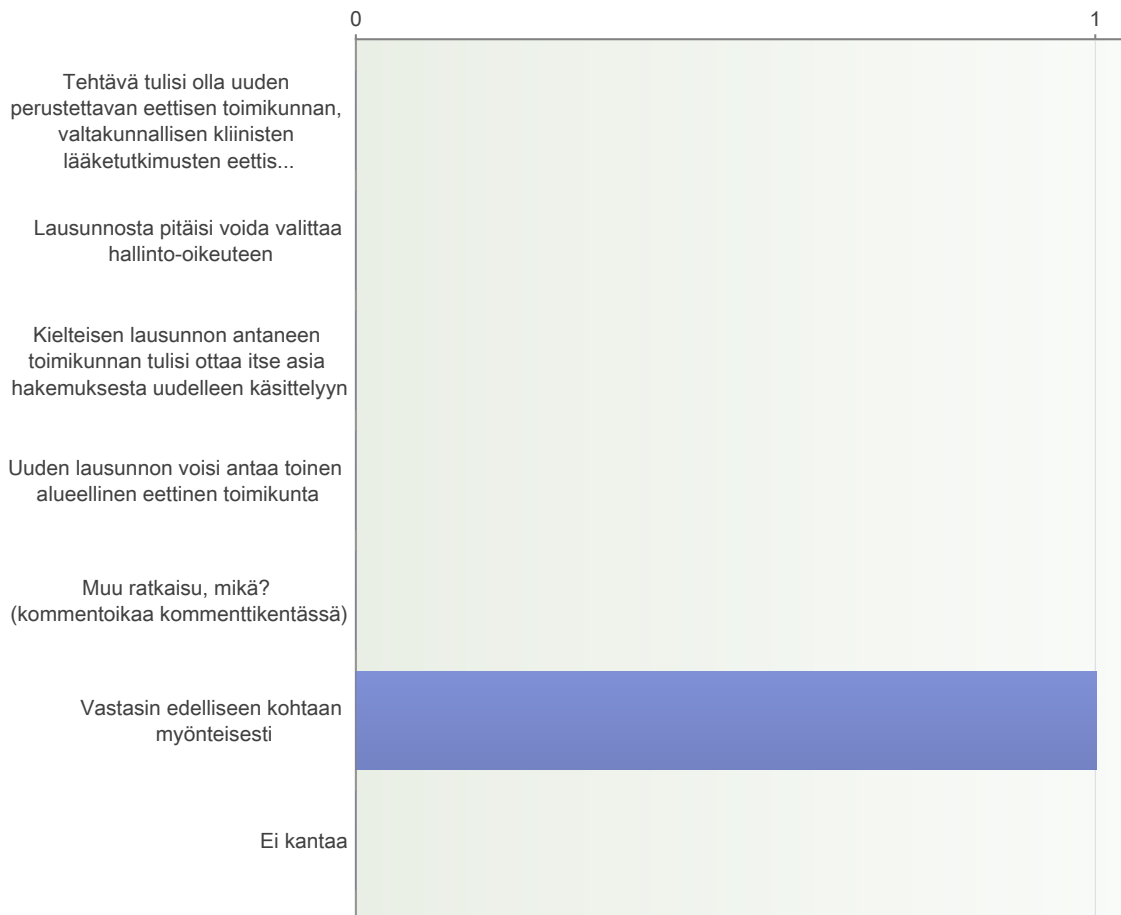 0 1
Tehtävä tulisi olla uuden
perustettavan eettisen toimikunnan,
valtakunnallisen kliinisten
lääketutkimusten eettis...
Lausunnosta pitäisi voida valittaa
hallinto-oikeuteen
Kielteisen lausunnon antaneen
toimikunnan tulisi ottaa itse asia
hakemuksesta uudelleen käsittelyyn
Uuden lausunnon voisi antaa toinen
alueellinen eettinen toimikunta
Muu ratkaisu, mikä?
(kommentoikaa kommenttikentässä)
Vastasin edelliseen kohtaan
myönteisesti
Ei kantaa